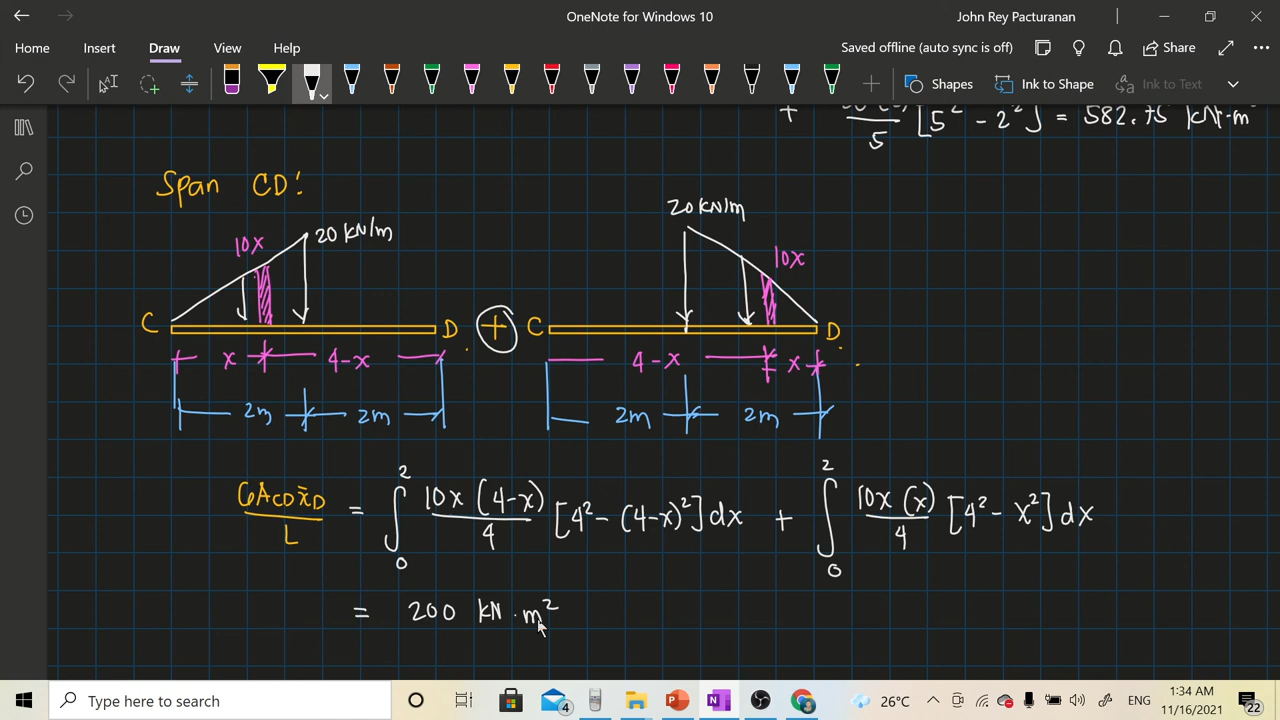 OneNote for Windows 10
John Rey Pacturanan
Home Insert Draw View Help
Saved offline (auto sync is off)
Share
Shapes
Ink to Shape
Ink to Text
+ 5 [5² - 2²] = 582.75 kN·m²
Span CD:
10x
20 kN/m
C
D
x
4-x
2m
2m
+
20 kN/m
10x
C
D
4-x
x
2m
2m
6A_CD x̄_D / L = ∫₀² 10x (4-x) / 4 [4² - (4-x)²] dx + ∫₀² 10x (x) / 4 [4² - x²] dx
= 200 kN·m²
Type here to search
4
26°C
ENG
1:34 AM
11/16/2021
22